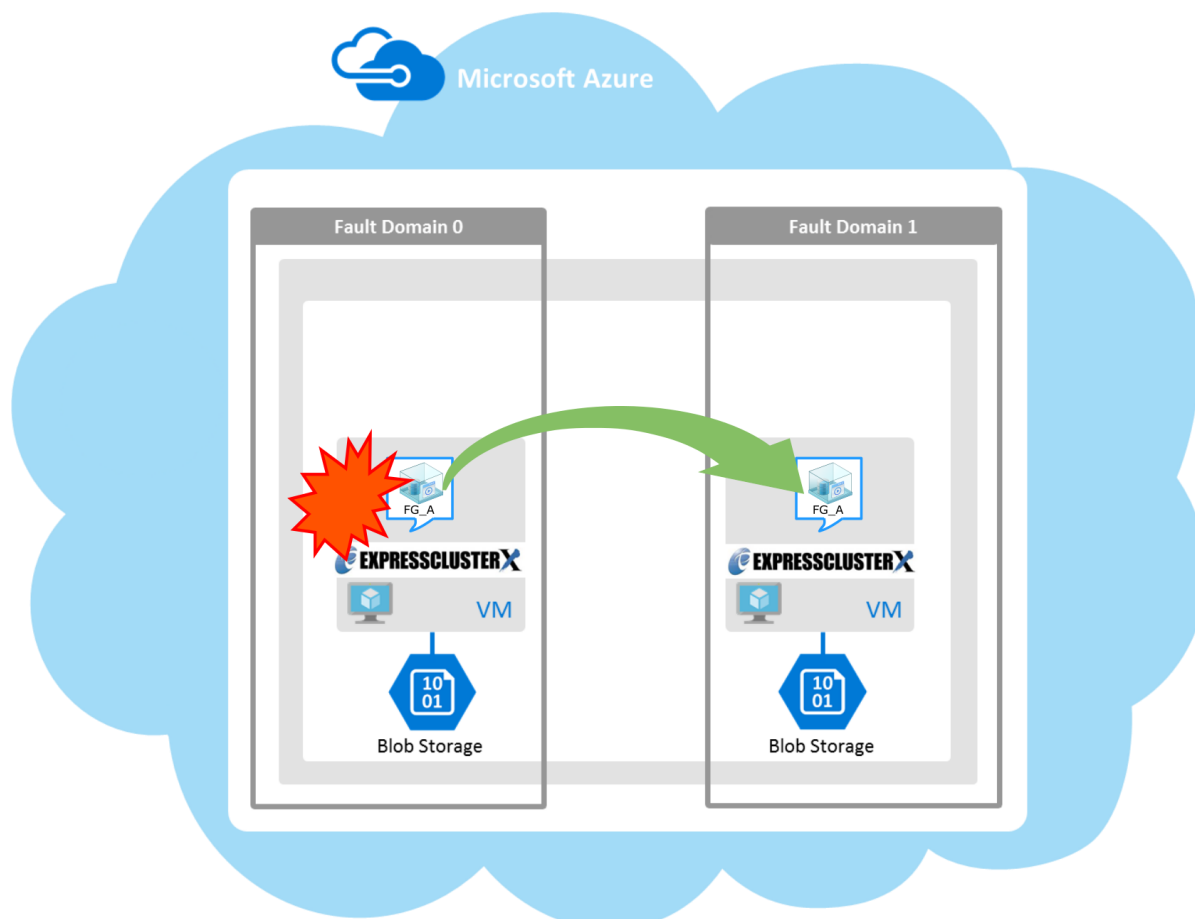 Microsoft Azure
Fault Domain 0
Fault Domain 1
FG_A
FG_A
EXPRESSCLUSTER X
EXPRESSCLUSTER X
VM
VM
10
01
10
01
Blob Storage
Blob Storage